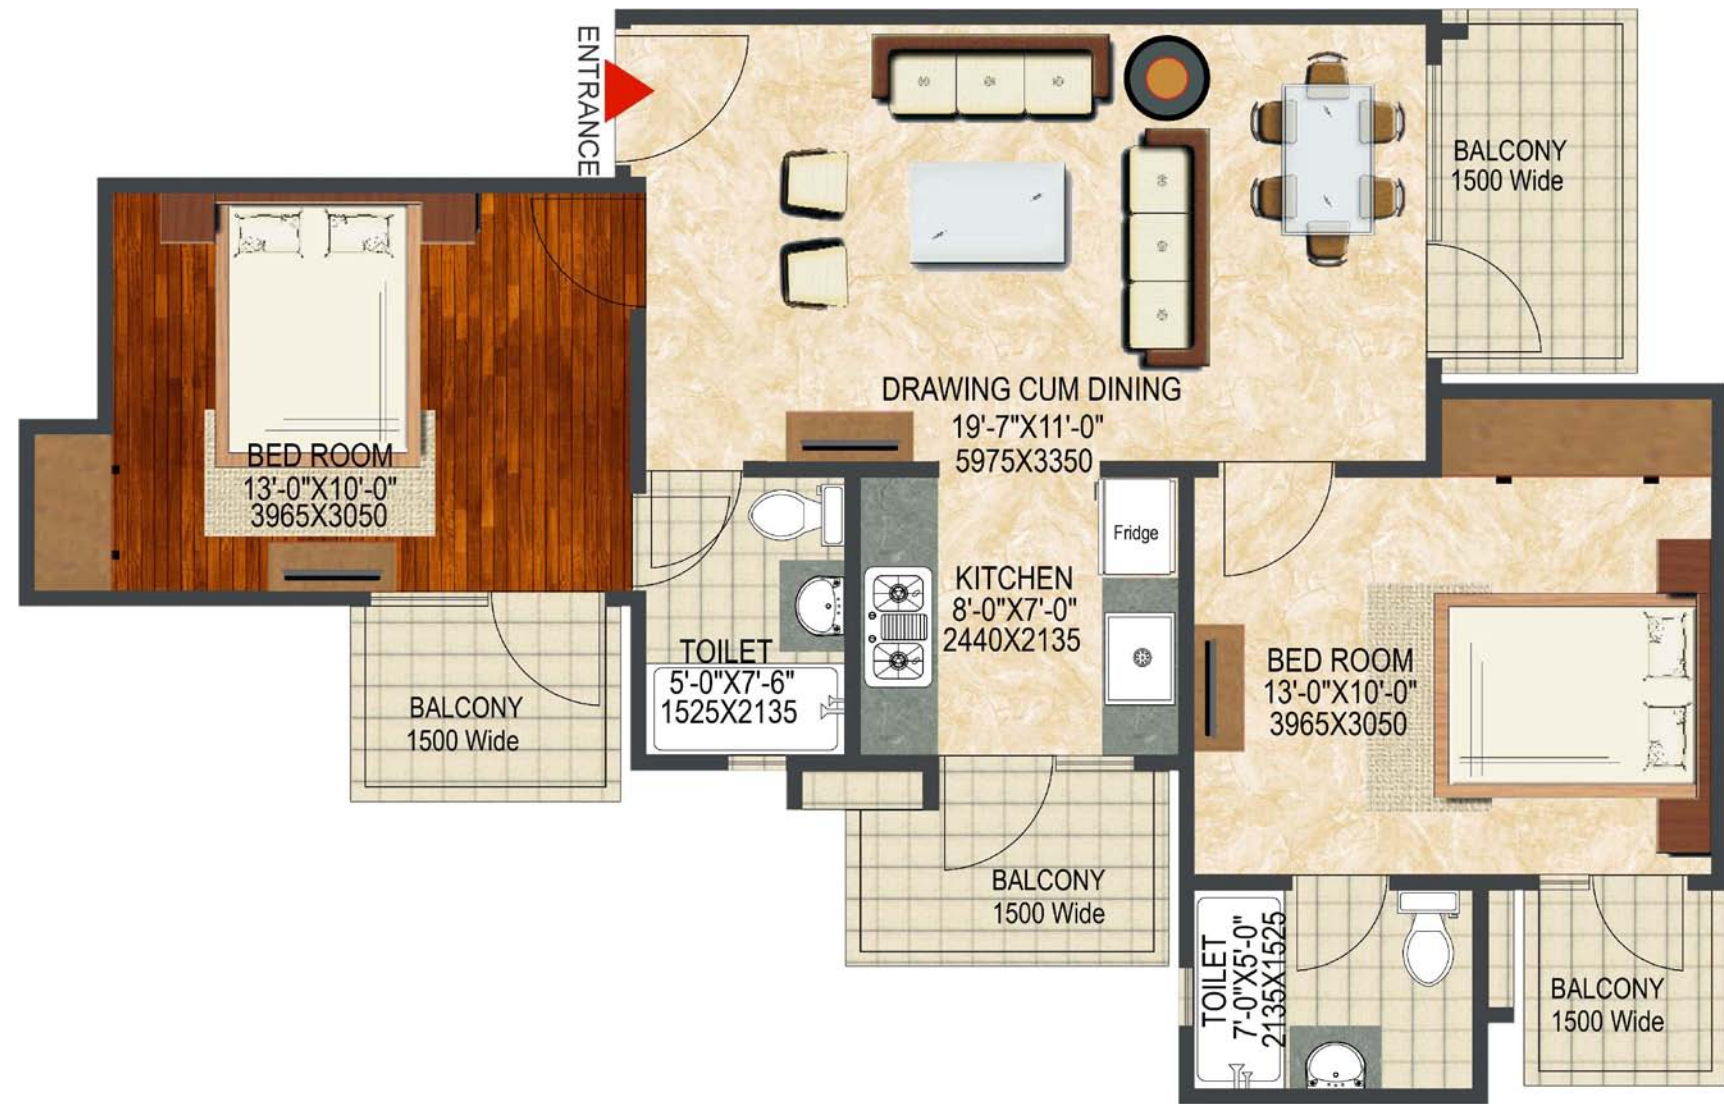 ENTRANCE
BALCONY
1500 Wide
DRAWING CUM DINING
19'-7"X11'-0"
5975X3350
BED ROOM
13'-0"X10'-0"
3965X3050
Fridge
KITCHEN
8'-0"X7'-0"
2440X2135
TOILET
5'-0"X7'-6"
1525X2135
BED ROOM
13'-0"X10'-0"
3965X3050
BALCONY
1500 Wide
BALCONY
1500 Wide
TOILET
7'-0"X5'-0"
2135X1525
BALCONY
1500 Wide